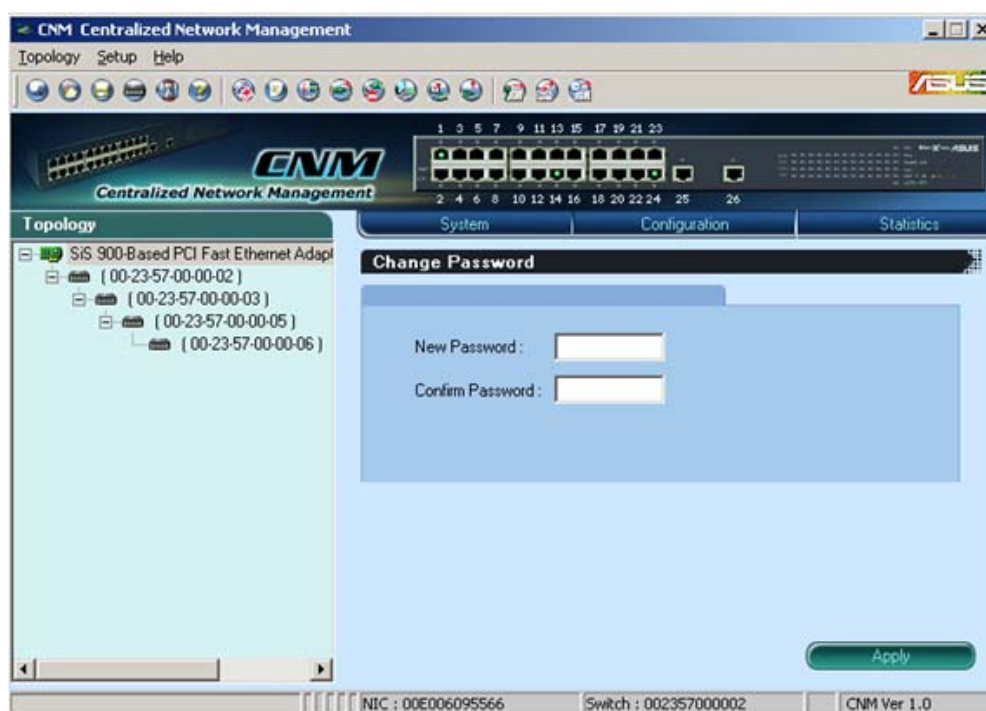 CNM Centralized Network Management
Topology Setup Help
ASUS
1 3 5 7 9 11 13 15 17 19 21 23
CNM
Centralized Network Management
2 4 6 8 10 12 14 16 18 20 22 24 25 26
Topology
System Configuration Statistics
SiS 900-Based PCI Fast Ethernet Adapt
( 00-23-57-00-00-02 )
( 00-23-57-00-00-03 )
( 00-23-57-00-00-05 )
( 00-23-57-00-00-06 )
Change Password
New Password :
Confirm Password :
Apply
NIC : 00E006095566 Switch : 002357000002 CNM Ver 1.0